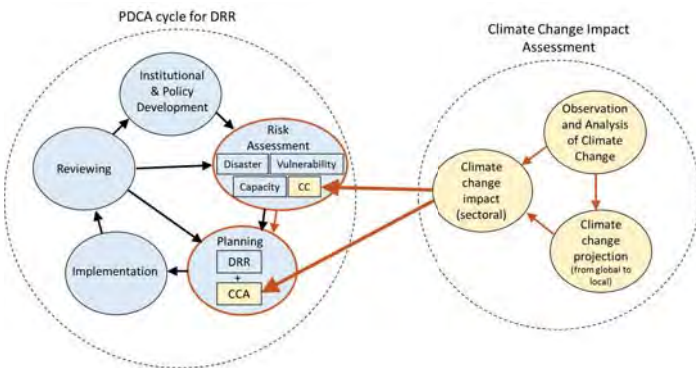 PDCA cycle for DRR
Institutional
& Policy
Development
Risk
Assessment
Disaster
Vulnerability
Capacity
CC
Reviewing
Planning
DRR
+
CCA
Implementation
Climate Change Impact
Assessment
Observation
and Analysis
of Climate
Change
Climate
change
impact
(sectoral)
Climate
change
projection
(from global to
local)